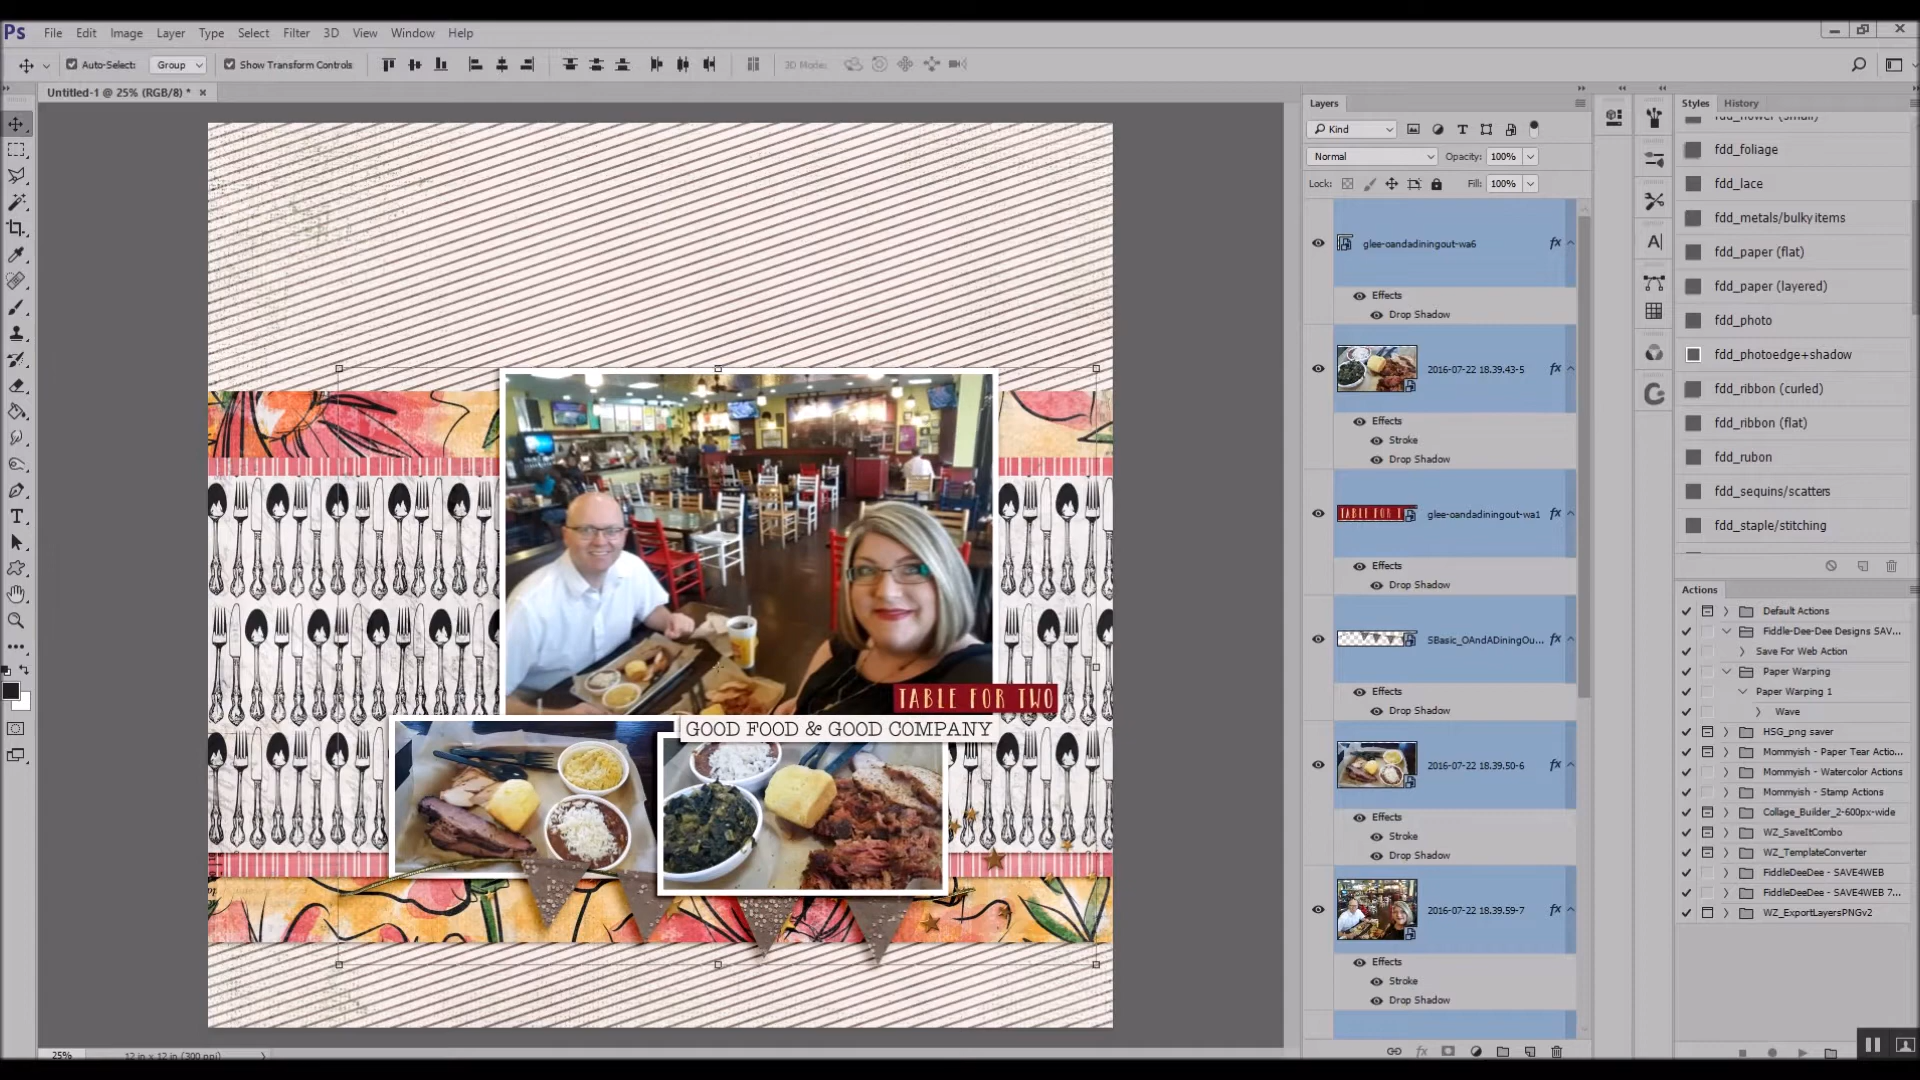 Ps File Edit Image Layer Type Select Filter 3D View Window Help
Auto-Select: Group Show Transform Controls 3D Mode:
Untitled-1 @ 25% (RGB/8) * ×
TABLE FOR TWO
GOOD FOOD & GOOD COMPANY
25% 12 in x 12 in (300 ppi)
Layers
Kind
Normal Opacity: 100%
Lock: Fill: 100%
glee-oandadiningout-wa6 fx
Effects
Drop Shadow
2016-07-22 18.39.43-5 fx
Effects
Stroke
Drop Shadow
TABLE FOR T glee-oandadiningout-wa1 fx
Effects
Drop Shadow
SBasic_OAndADiningOu... fx
Effects
Drop Shadow
2016-07-22 18.39.50-6 fx
Effects
Stroke
Drop Shadow
2016-07-22 18.39.59-7 fx
Effects
Stroke
Drop Shadow
fx
Styles History
fdd_flower (small)
fdd_foliage
fdd_lace
fdd_metals/bulkyitems
fdd_paper (flat)
fdd_paper (layered)
fdd_photo
fdd_photoedge+shadow
fdd_ribbon (curled)
fdd_ribbon (flat)
fdd_rubon
fdd_sequins/scatters
fdd_staple/stitching
Actions
Default Actions
Fiddle-Dee-Dee Designs SAV...
Save For Web Action
Paper Warping
Paper Warping 1
Wave
HSG_png saver
Mommyish - Paper Tear Actio...
Mommyish - Watercolor Actions
Mommyish - Stamp Actions
Collage_Builder_2-600px-wide
WZ_SaveItCombo
WZ_TemplateConverter
FiddleDeeDee - SAVE4WEB
FiddleDeeDee - SAVE4WEB 7...
WZ_ExportLayersPNGv2